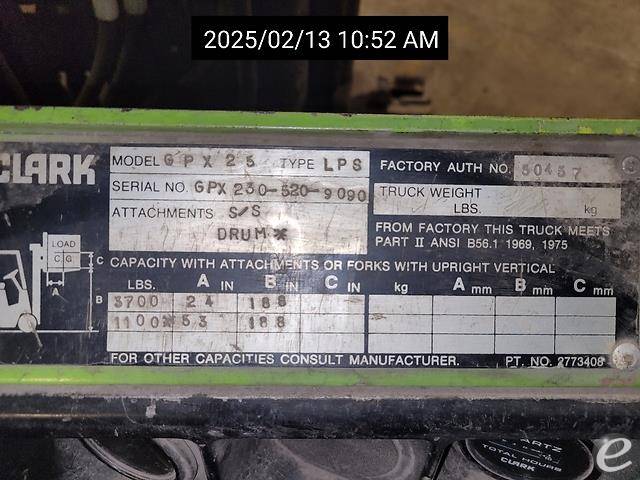 2025/02/13 10:52 AM
CLARK
MODEL GPX 25 TYPE LPS
FACTORY AUTH NO. 50457
SERIAL NO. GPX 230-520-9090
TRUCK WEIGHT
LBS. kg
ATTACHMENTS S/S
DRUM*
FROM FACTORY THIS TRUCK MEETS
PART II ANSI B56.1 1969, 1975
LOAD
C G
A
B
C
CAPACITY WITH ATTACHMENTS OR FORKS WITH UPRIGHT VERTICAL
LBS. A IN B IN C IN kg A mm B mm C mm
3700 24 188
1100* 53 188
FOR OTHER CAPACITIES CONSULT MANUFACTURER. PT. NO. 2773408
QUARTZ
TOTAL HOURS
CLARK
e